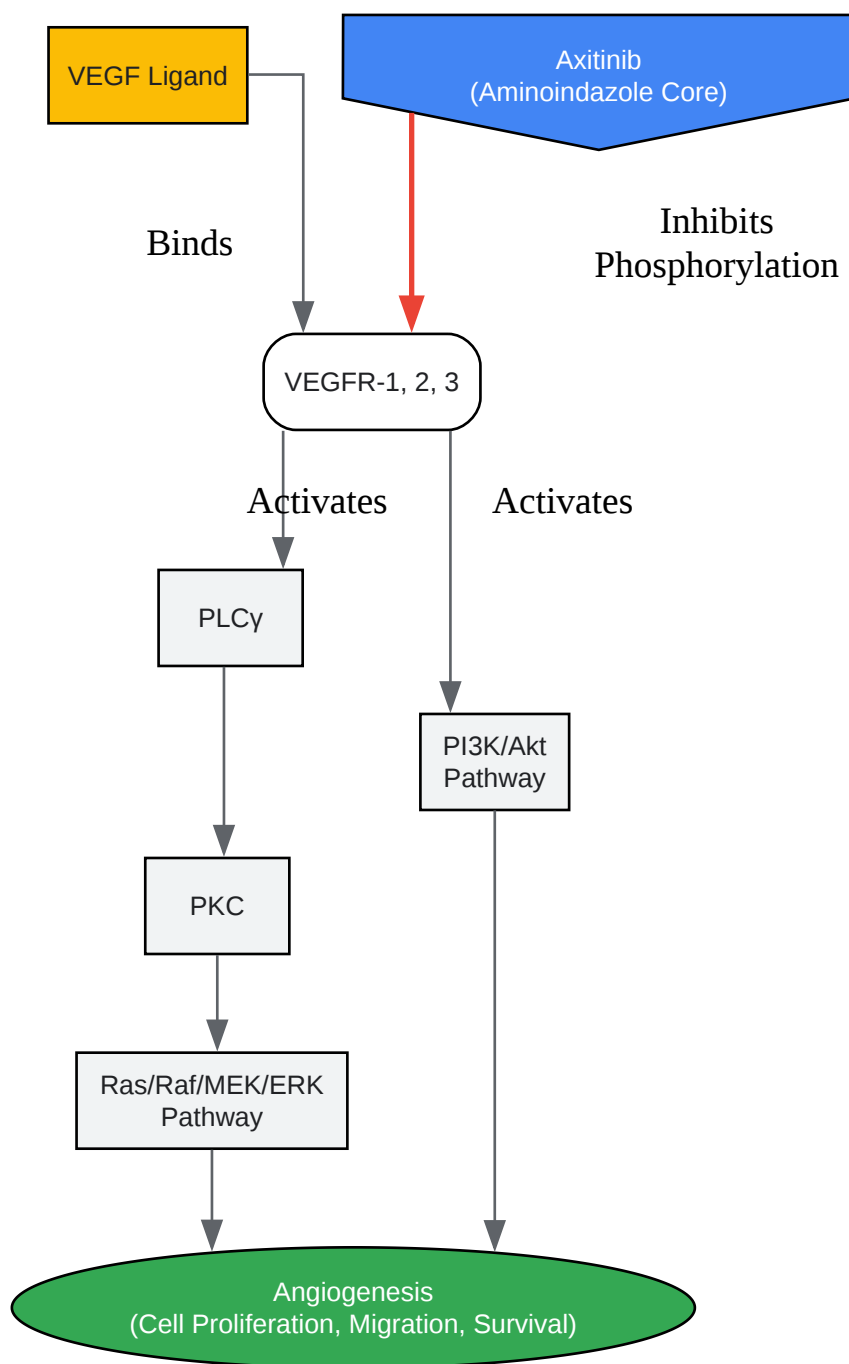 VEGF Ligand
Axitinib
(Aminoindazole Core)
Binds
Inhibits
Phosphorylation
VEGFR-1, 2, 3
Activates
Activates
PLCγ
PI3K/Akt
Pathway
PKC
Ras/Raf/MEK/ERK
Pathway
Angiogenesis
(Cell Proliferation, Migration, Survival)